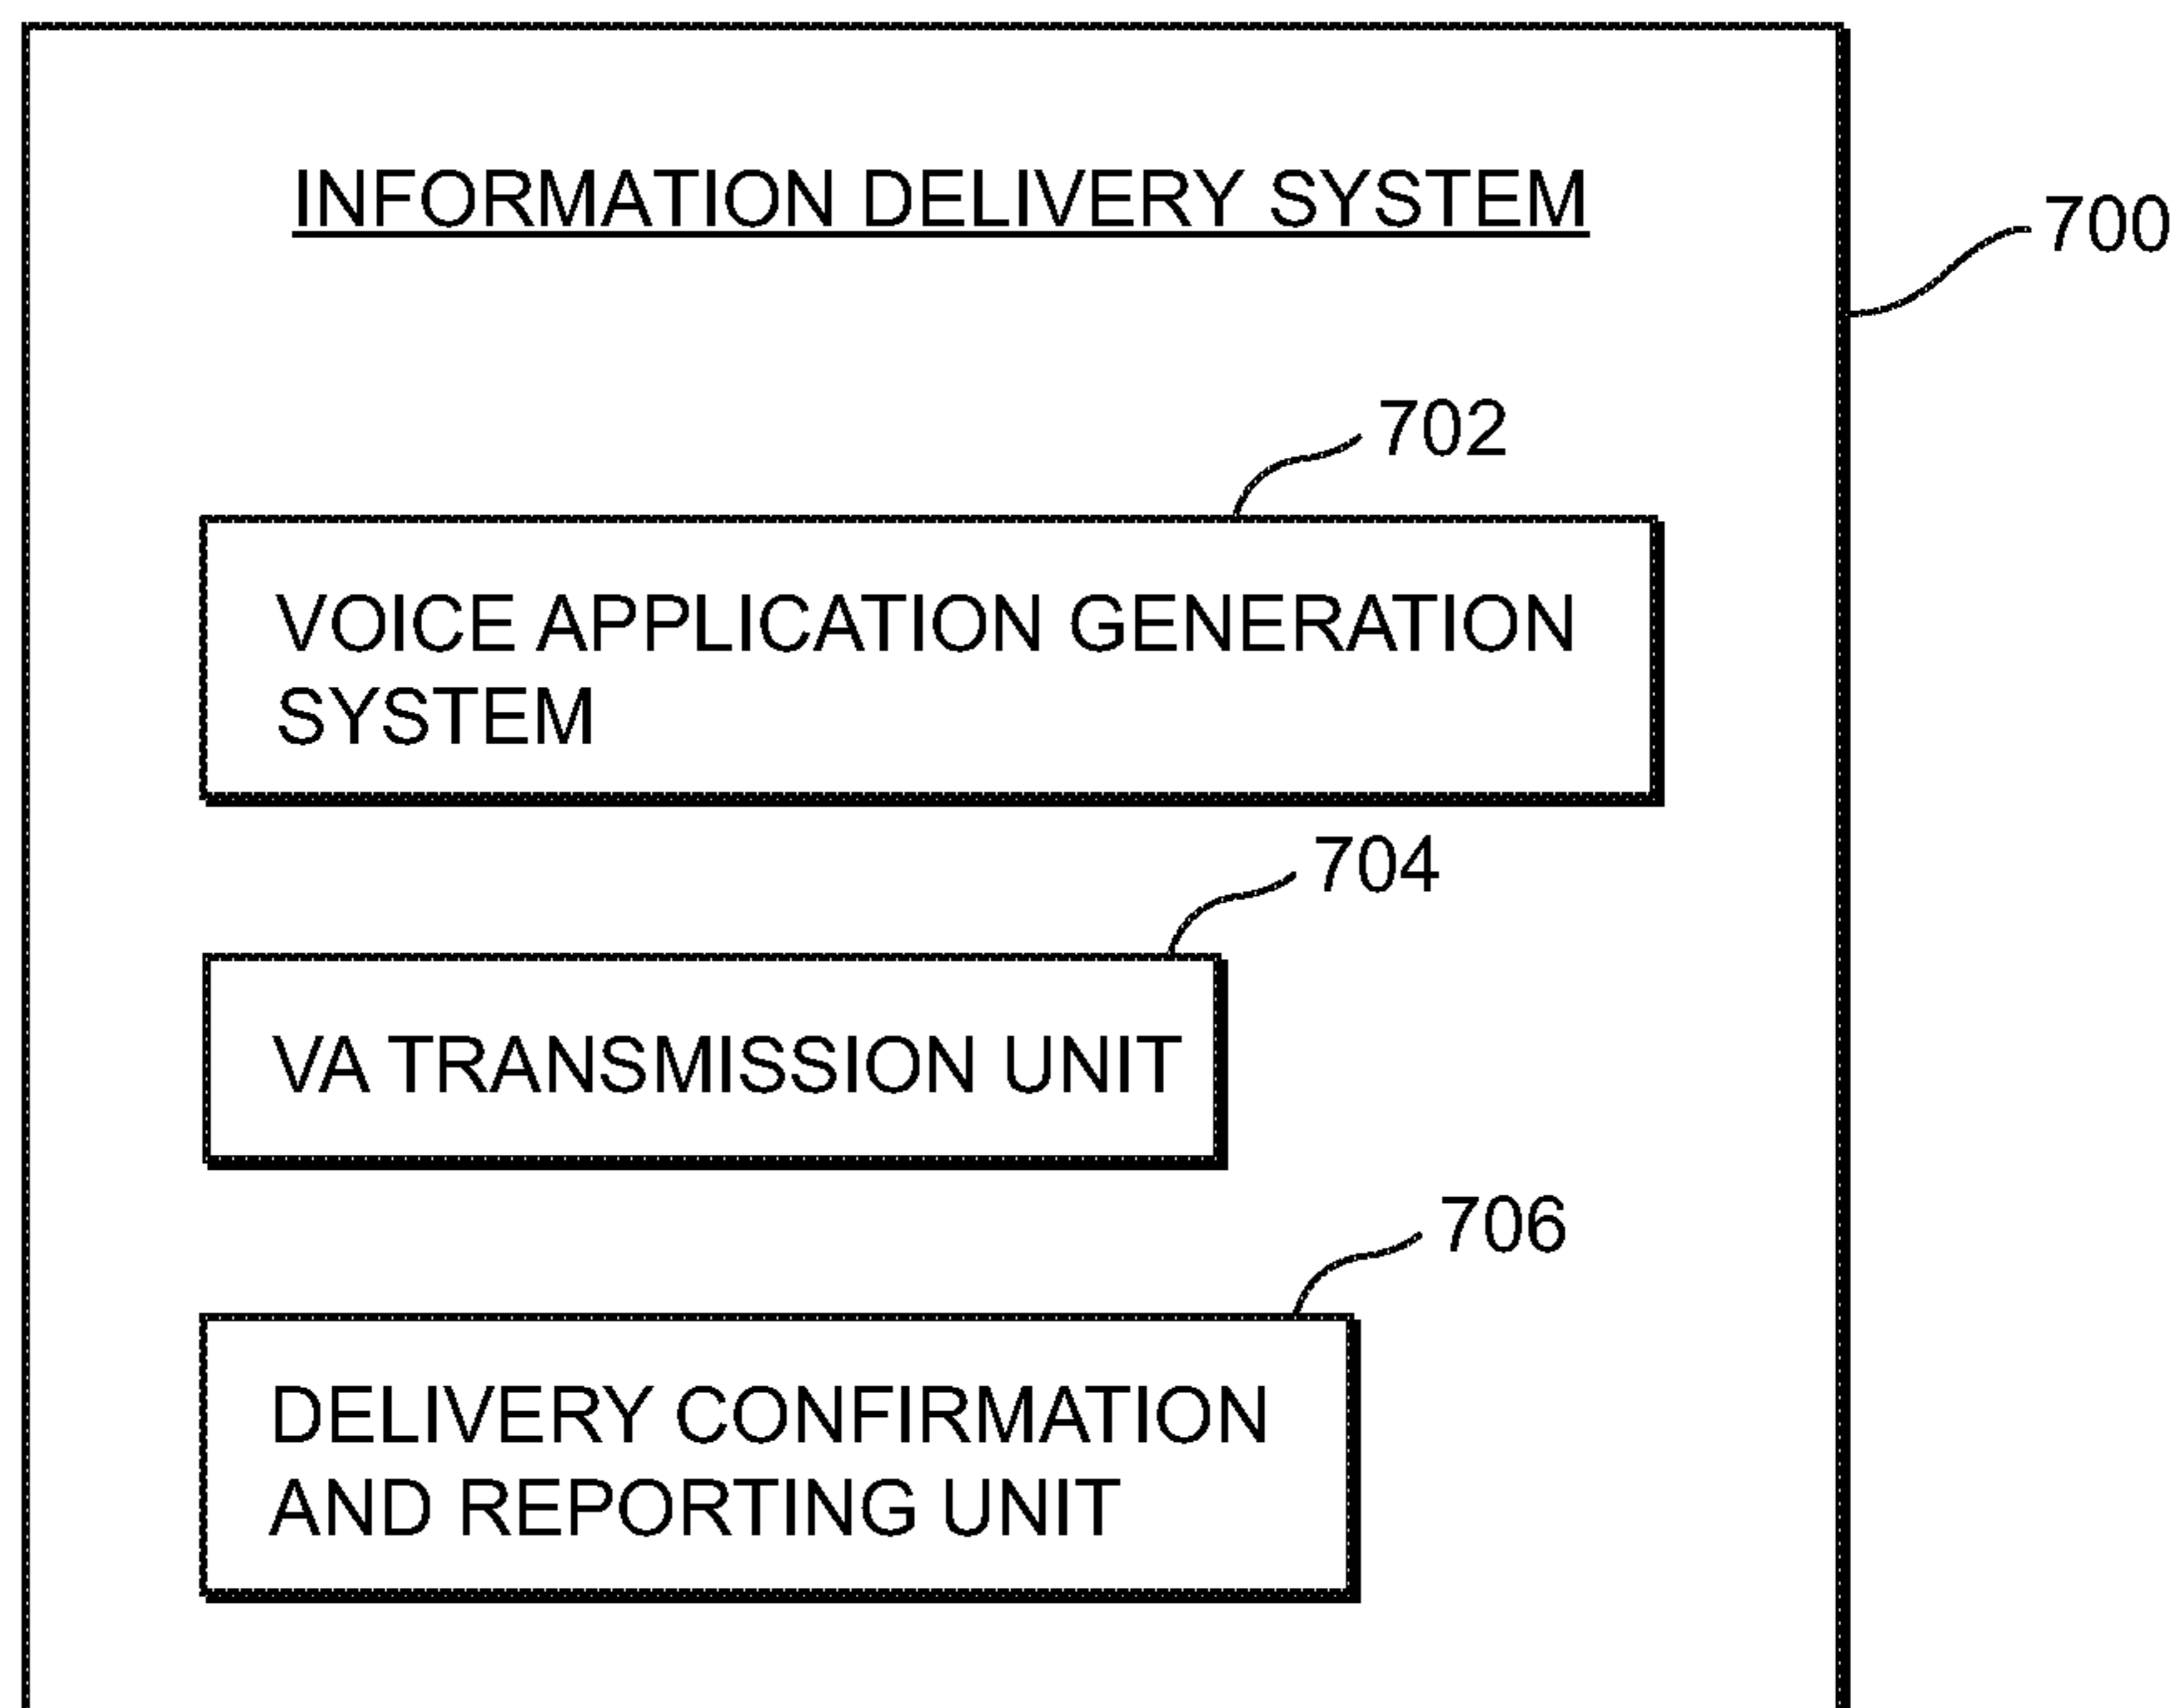 INFORMATION DELIVERY SYSTEM
700
702
VOICE APPLICATION GENERATION
SYSTEM
704
VA TRANSMISSION UNIT
706
DELIVERY CONFIRMATION
AND REPORTING UNIT